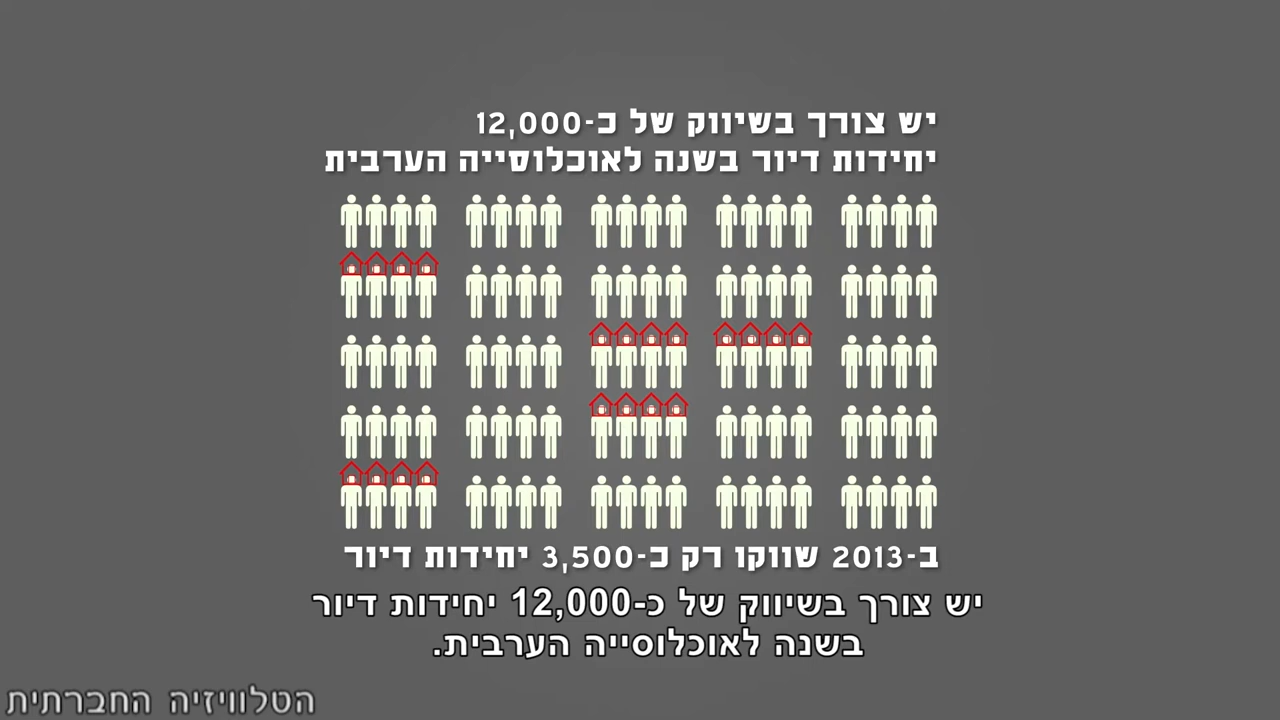 יש צורך בשיווק של כ-12,000
יחידות דיור בשנה לאוכלוסייה הערבית
ב-2013 שווקו רק כ-3,500 יחידות דיור
יש צורך בשיווק של כ-12,000 יחידות דיור
בשנה לאוכלוסייה הערבית.
הטלוויזיה החברתית